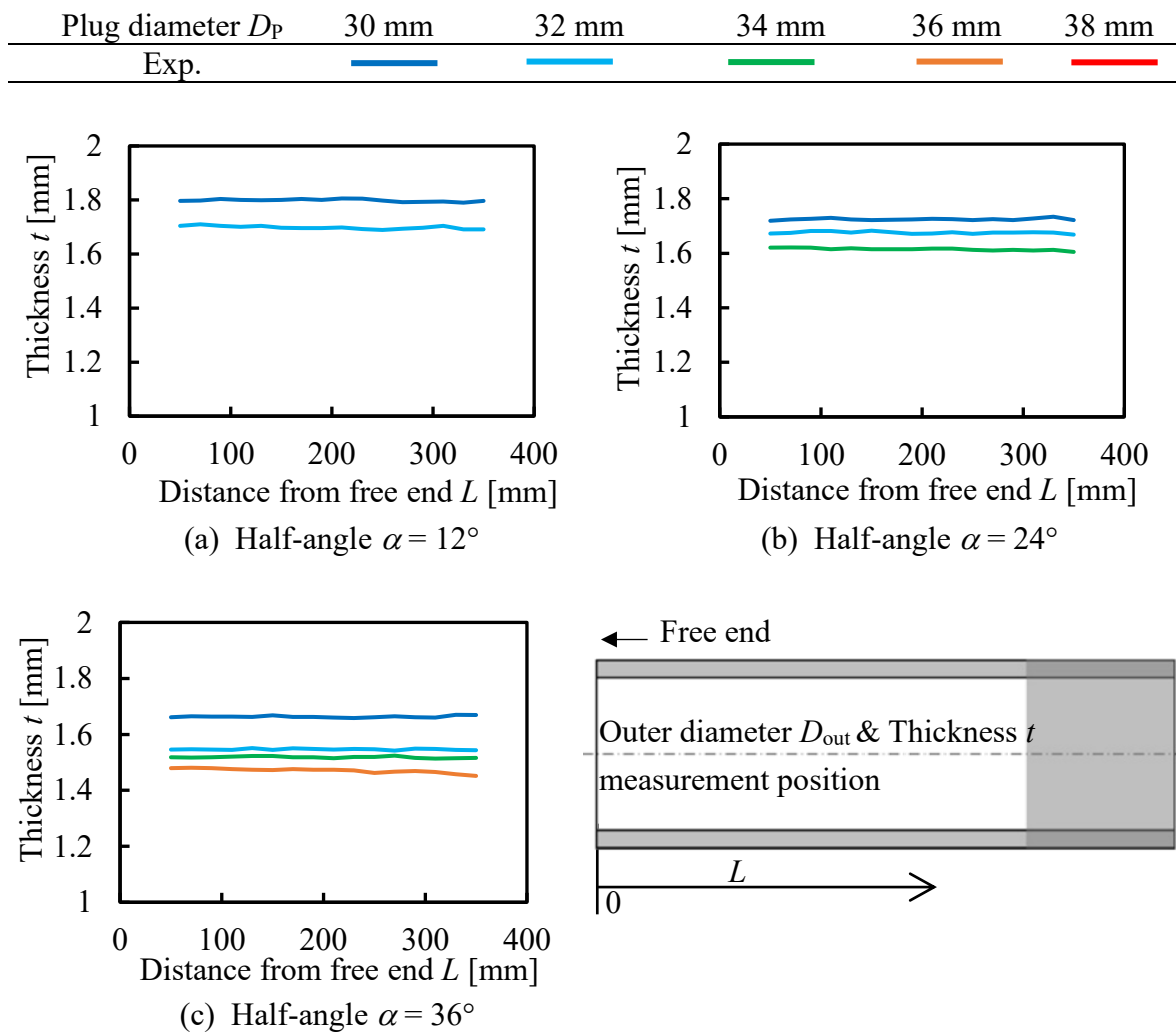 Plug diameter DP 30 mm 32 mm 34 mm 36 mm 38 mm
Exp.
Thickness t [mm]
2
1.8
1.6
1.4
1.2
1
0 100 200 300 400
Distance from free end L [mm]
(a) Half-angle α = 12°
Thickness t [mm]
2
1.8
1.6
1.4
1.2
1
0 100 200 300 400
Distance from free end L [mm]
(b) Half-angle α = 24°
Thickness t [mm]
2
1.8
1.6
1.4
1.2
1
0 100 200 300 400
Distance from free end L [mm]
(c) Half-angle α = 36°
Free end
Outer diameter Dout & Thickness t
measurement position
L
0